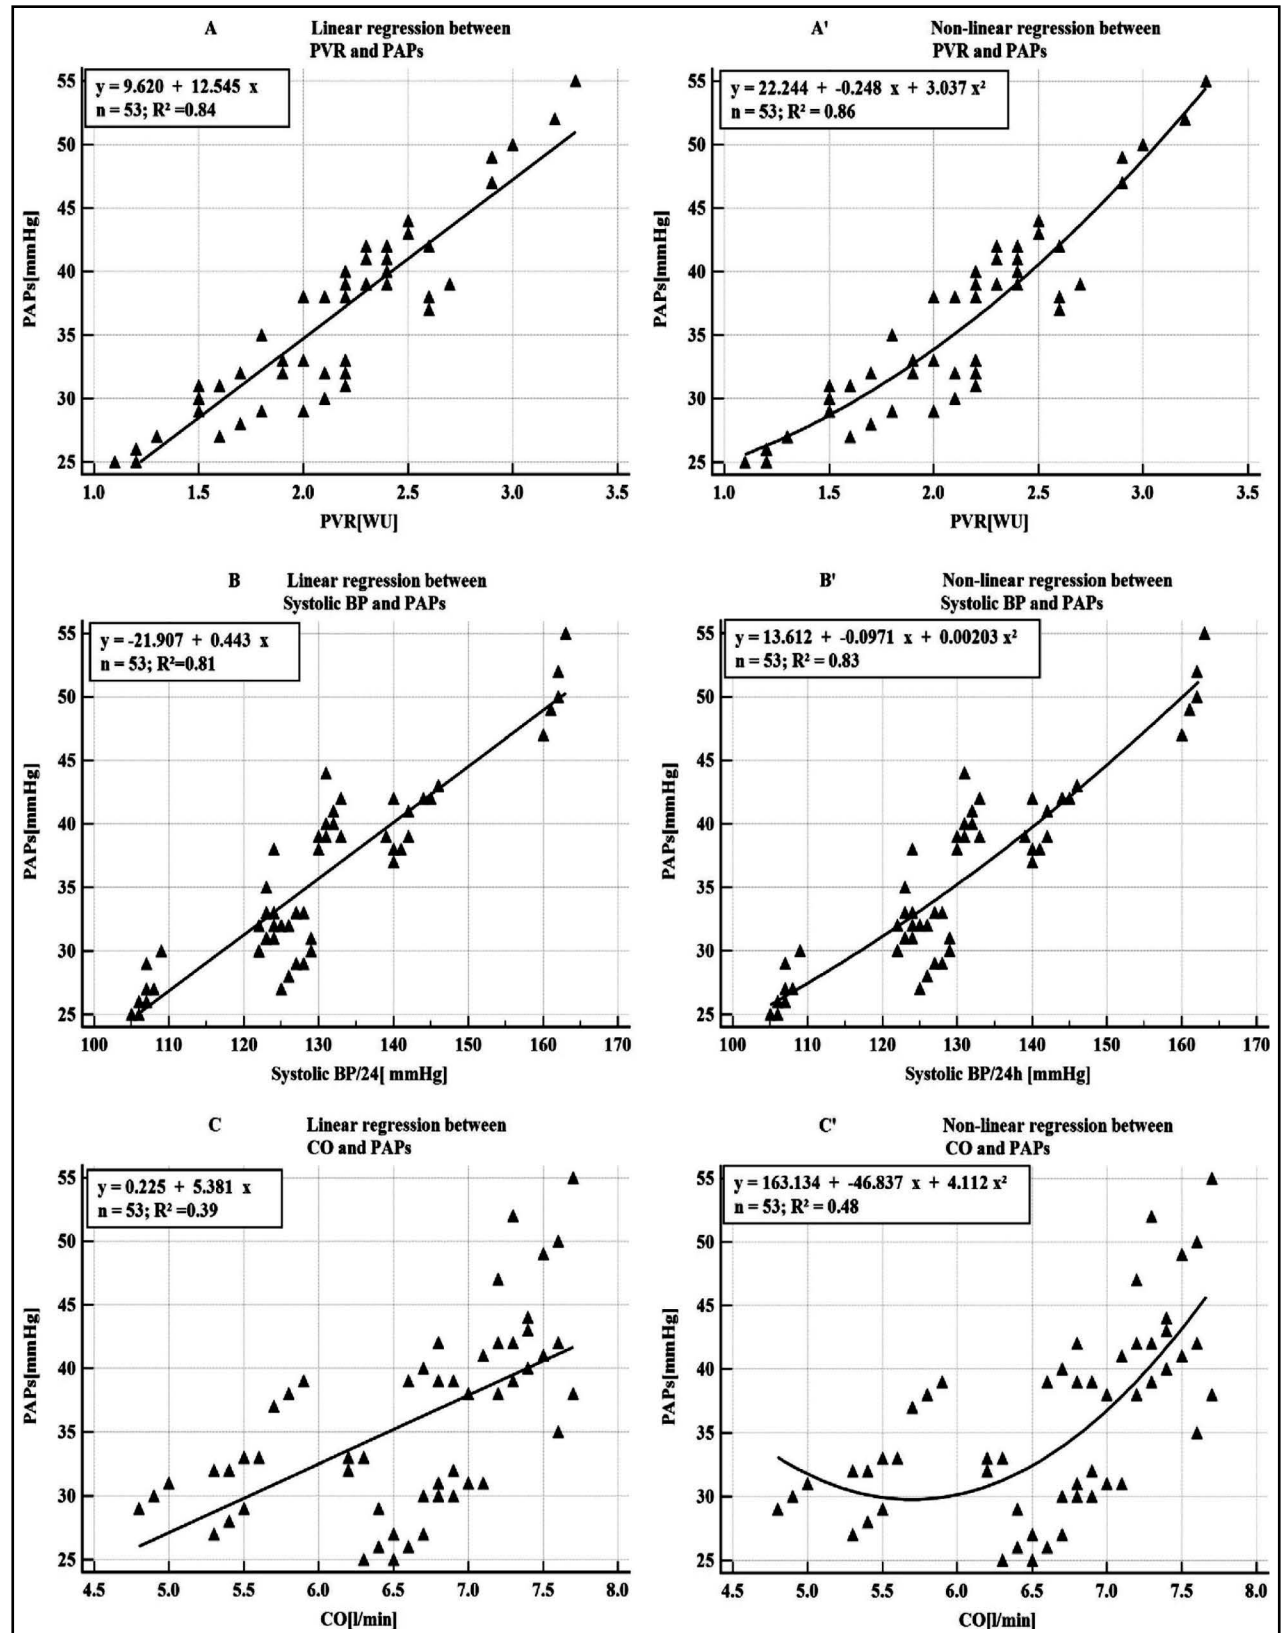 A Linear regression between
PVR and PAPs
y = 9.620 + 12.545 x
n = 53; R² =0.84
55
50
45
40
35
30
25
PAPs[mmHg]
1.0 1.5 2.0 2.5 3.0 3.5
PVR[WU]
A' Non-linear regression between
PVR and PAPs
y = 22.244 + -0.248 x + 3.037 x²
n = 53; R² = 0.86
55
50
45
40
35
30
25
PAPs[mmHg]
1.0 1.5 2.0 2.5 3.0 3.5
PVR[WU]
B Linear regression between
Systolic BP and PAPs
y = -21.907 + 0.443 x
n = 53; R²=0.81
55
50
45
40
35
30
25
PAPs[mmHg]
100 110 120 130 140 150 160 170
Systolic BP/24[ mmHg]
B' Non-linear regression between
Systolic BP and PAPs
y = 13.612 + -0.0971 x + 0.00203 x²
n = 53; R² = 0.83
55
50
45
40
35
30
25
PAPs[mmHg]
100 110 120 130 140 150 160 170
Systolic BP/24h [mmHg]
C Linear regression between
CO and PAPs
y = 0.225 + 5.381 x
n = 53; R² =0.39
55
50
45
40
35
30
25
PAPs[mmHg]
4.5 5.0 5.5 6.0 6.5 7.0 7.5 8.0
CO[l/min]
C' Non-linear regression between
CO and PAPs
y = 163.134 + -46.837 x + 4.112 x²
n = 53; R² = 0.48
55
50
45
40
35
30
25
PAPs[mmHg]
4.5 5.0 5.5 6.0 6.5 7.0 7.5 8.0
CO[l/min]